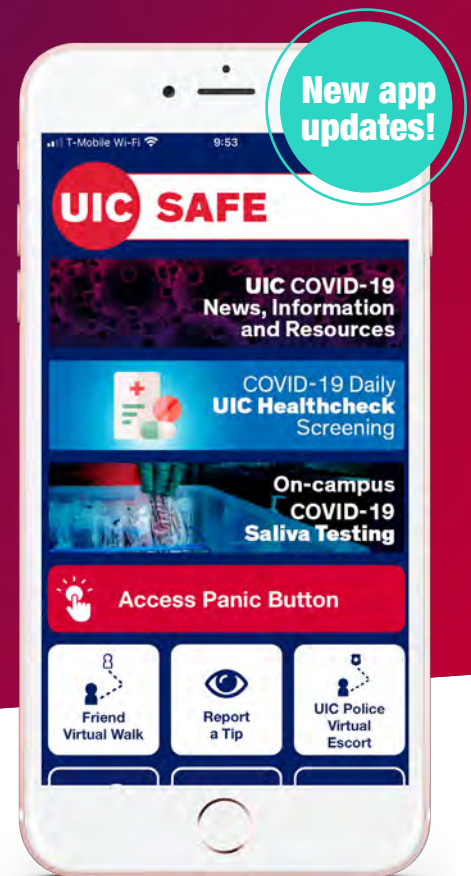 New app
updates!
T-Mobile Wi-Fi
9:53
UIC SAFE
UIC COVID-19
News, Information
and Resources
COVID-19 Daily
UIC Healthcheck
Screening
On-campus
COVID-19
Saliva Testing
Access Panic Button
Friend
Virtual Walk
Report
a Tip
UIC Police
Virtual
Escort